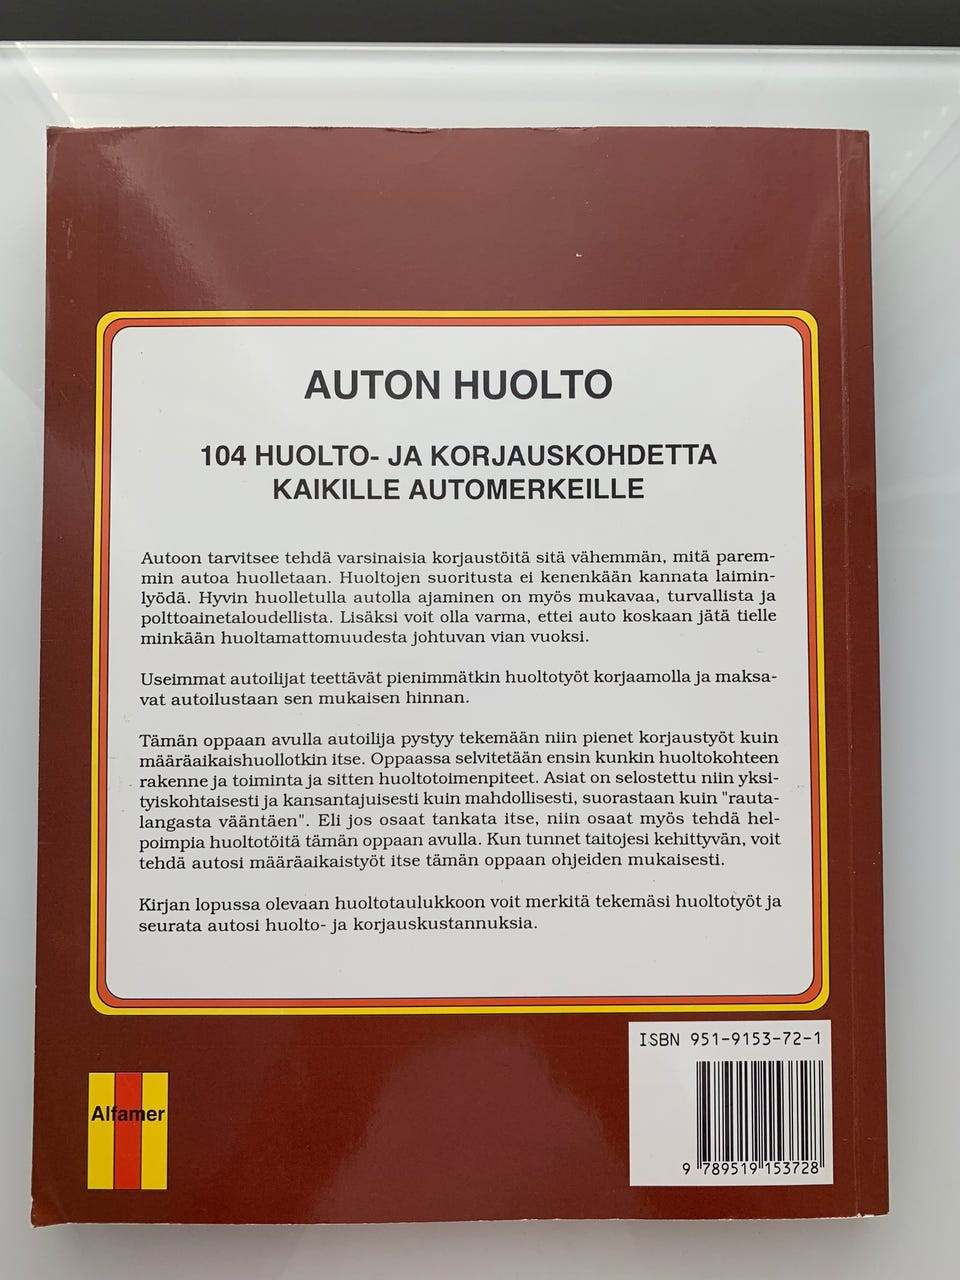 AUTON HUOLTO
104 HUOLTO- JA KORJAUSKOHDETTA
KAIKILLE AUTOMERKEILLE
Autoon tarvitsee tehdä varsinaisia korjaustöitä sitä vähemmän, mitä parem-
min autoa huolletaan. Huoltojen suoritusta ei kenenkään kannata laimin-
lyödä. Hyvin huolletulla autolla ajaminen on myös mukavaa, turvallista ja
polttoainetaloudellista. Lisäksi voit olla varma, ettei auto koskaan jätä tielle
minkään huoltamattomuudesta johtuvan vian vuoksi.
Useimmat autoilijat teettävät pienimmätkin huoltotyöt korjaamolla ja maksa-
vat autoilustaan sen mukaisen hinnan.
Tämän oppaan avulla autoilija pystyy tekemään niin pienet korjaustyöt kuin
määräaikaishuollotkin itse. Oppaassa selvitetään ensin kunkin huoltokohteen
rakenne ja toiminta ja sitten huoltotoimenpiteet. Asiat on selostettu niin yksi-
tyiskohtaisesti ja kansantajuisesti kuin mahdollisesti, suorastaan kuin "rauta-
langasta vääntäen". Eli jos osaat tankata itse, niin osaat myös tehdä hel-
poimpia huoltotöitä tämän oppaan avulla. Kun tunnet taitojesi kehittyvän, voit
tehdä autosi määräaikaistyöt itse tämän oppaan ohjeiden mukaisesti.
Kirjan lopussa olevaan huoltotaulukkoon voit merkitä tekemäsi huoltotyöt ja
seurata autosi huolto- ja korjauskustannuksia.
ISBN 951-9153-72-1
Alfamer
9 789519 153728